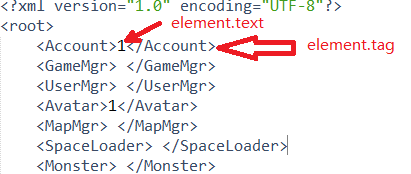 <?xml version="1.0" encoding="UTF-8"?>
<root>
element.text
<Account>1</Account>
element.tag
<GameMgr> </GameMgr>
<UserMgr> </UserMgr>
<Avatar>1</Avatar>
<MapMgr> </MapMgr>
<SpaceLoader> </SpaceLoader>
<Monster> </Monster>